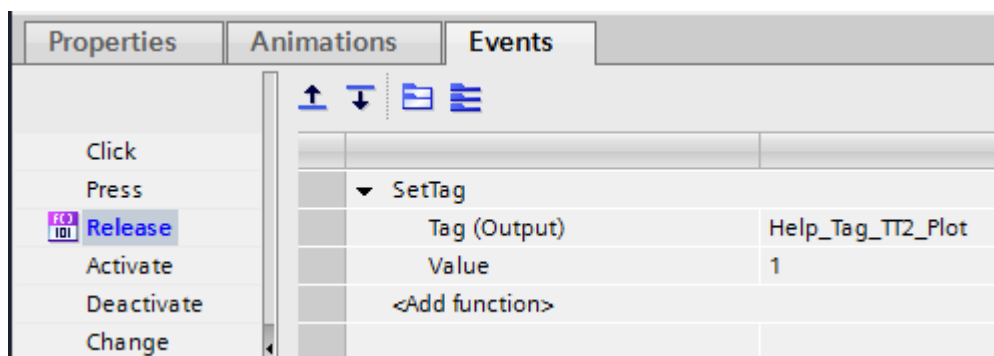 Properties
Animations
Events
Click
Press
Release
Activate
Deactivate
Change
SetTag
Tag (Output) Help_Tag_TT2_Plot
Value 1
<Add function>